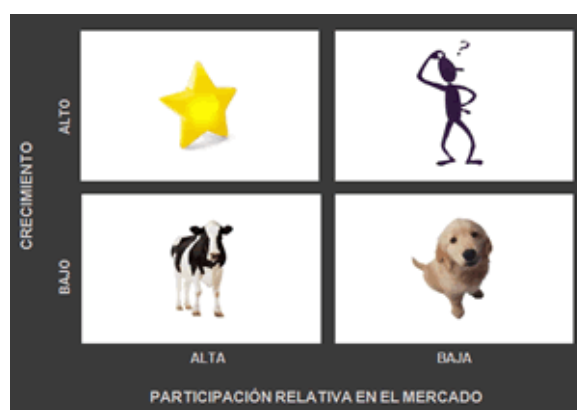 ?
ALTO
CRECIMIENTO
BAJO
ALTA
BAJA
PARTICIPACIÓN RELATIVA EN EL MERCADO